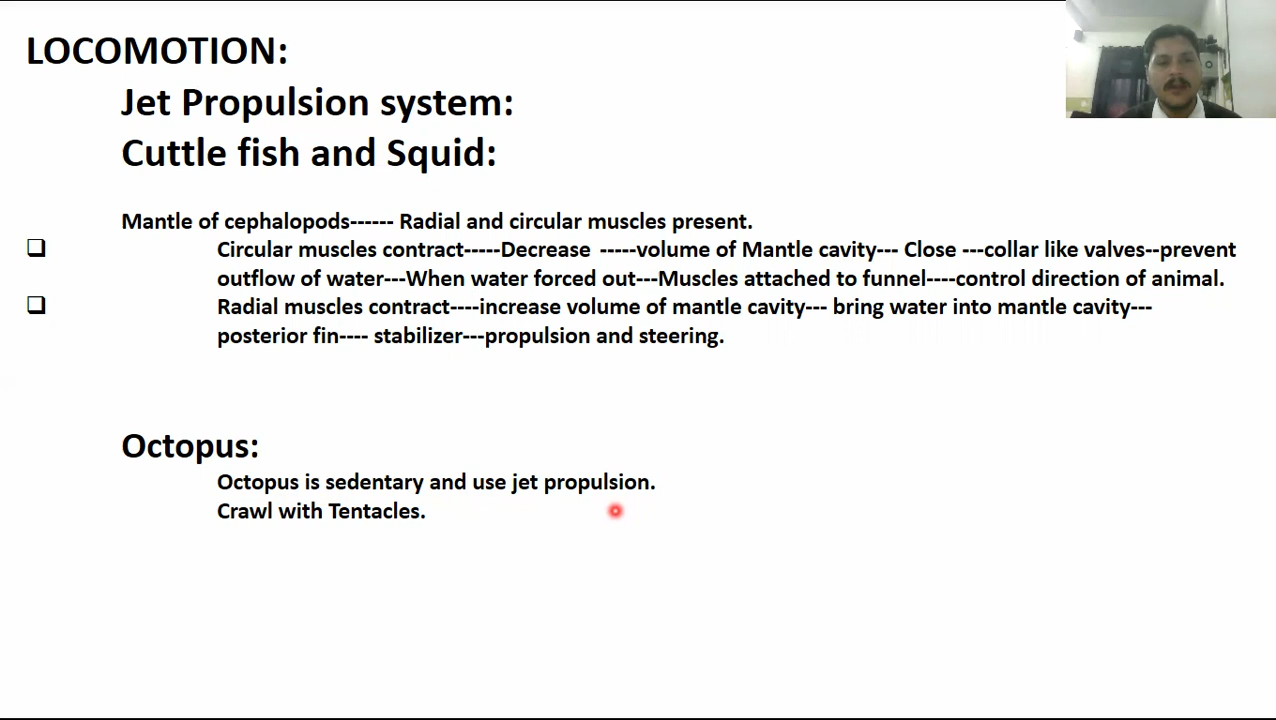 LOCOMOTION:
Jet Propulsion system:
Cuttle fish and Squid:
Mantle of cephalopods------ Radial and circular muscles present.
Circular muscles contract-----Decrease -----volume of Mantle cavity--- Close ---collar like valves--prevent
outflow of water---When water forced out---Muscles attached to funnel----control direction of animal.
Radial muscles contract----increase volume of mantle cavity--- bring water into mantle cavity---
posterior fin---- stabilizer---propulsion and steering.
Octopus:
Octopus is sedentary and use jet propulsion.
Crawl with Tentacles.